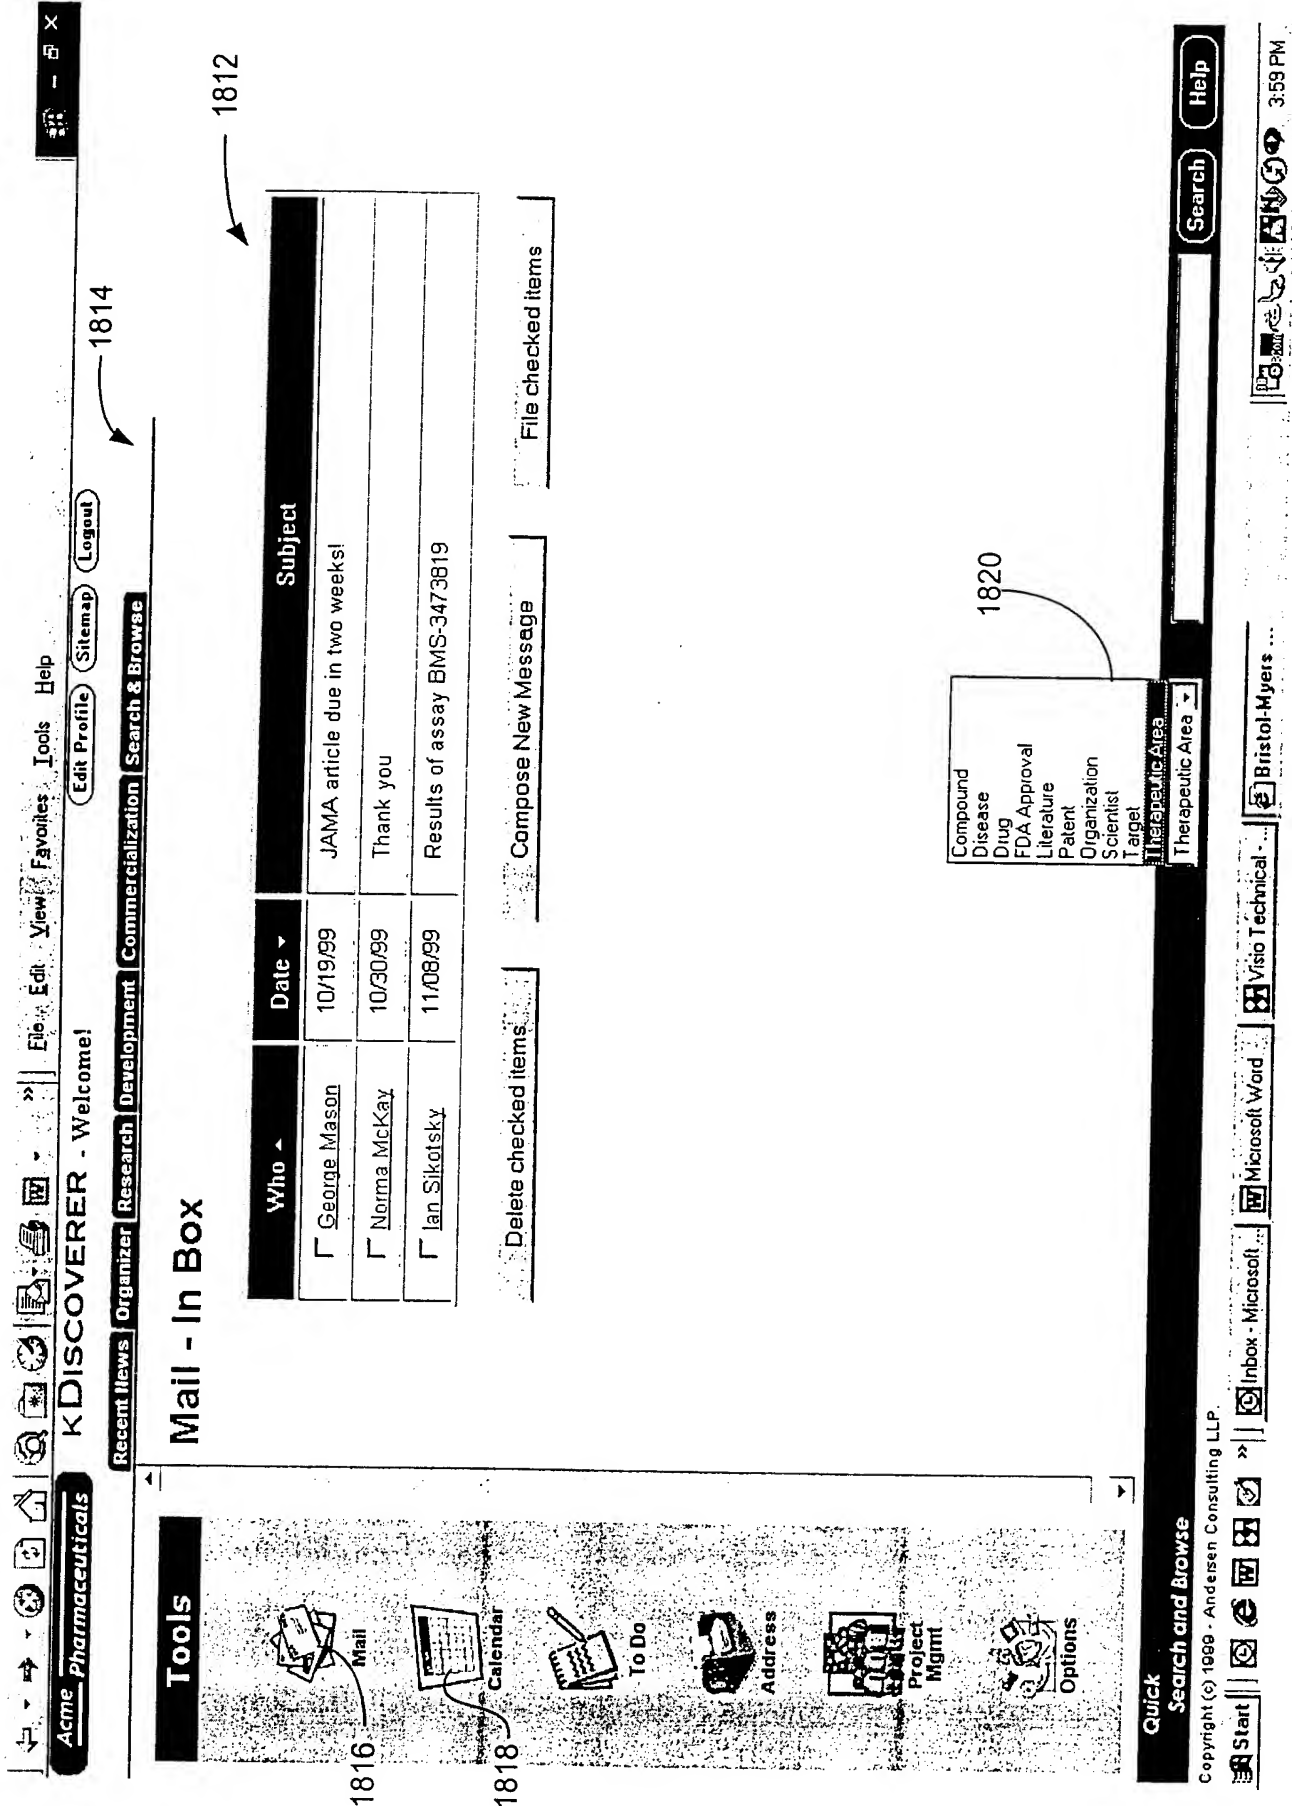 » File Edit View Favorites Tools Help
Acme Pharmaceuticals
KDISCOVERER - Welcome!
Edit Profile Sitemap Logout
1814
Recent News Organizer Research Development Commercialization Search & Browse
Tools
Mail - In Box
1812
Who Date Subject
George Mason 10/19/99 JAMA article due in two weeks!
Norma McKay 10/30/99 Thank you
Ian Sikotsky 11/08/99 Results of assay BMS-3473819
Delete checked items Compose New Message File checked items
Mail
1816
Calendar
1818
To Do
Address
Project
Mgmt
Options
1820
Compound
Disease
Drug
FDA Approval
Literature
Patent
Organization
Scientist
Target
Therapeutic Area
Quick
Search and Browse
Therapeutic Area
Search Help
Copyright (c) 1999 - Andersen Consulting LLP.
Start » Inbox - Microsoft ... Microsoft Word Visio Technical - ... Bristol-Myers ... 3:59 PM